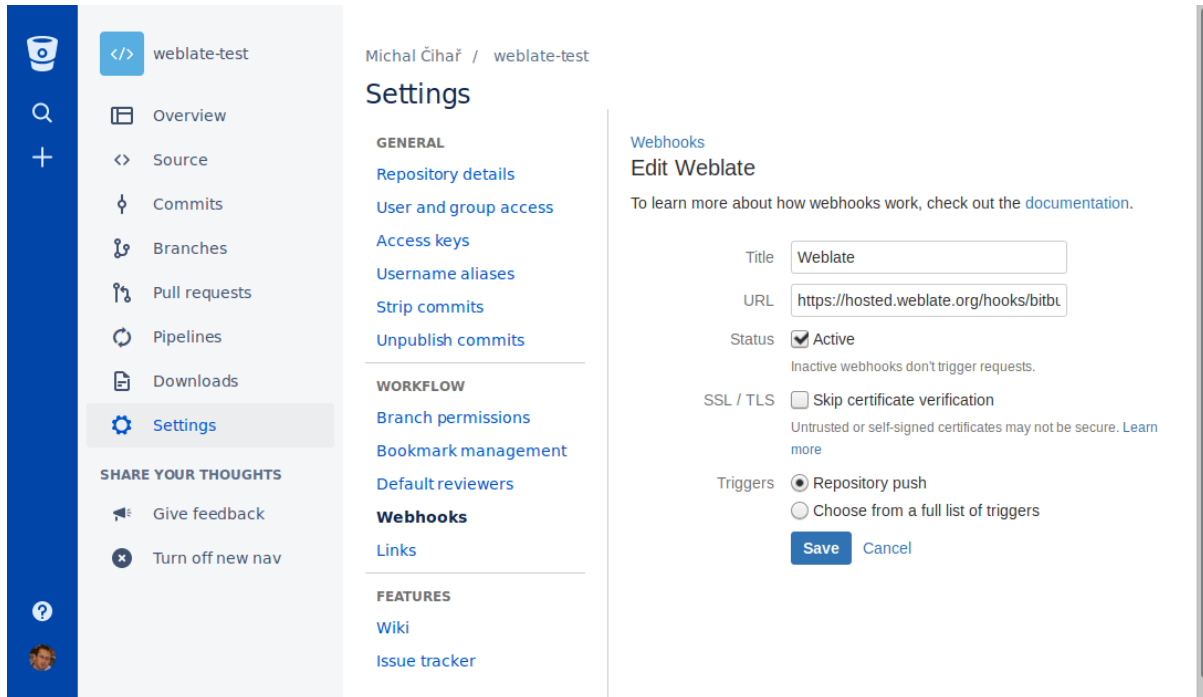 weblate-test
Overview
Source
Commits
Branches
Pull requests
Pipelines
Downloads
Settings
SHARE YOUR THOUGHTS
Give feedback
Turn off new nav
Michal Čihař / weblate-test
Settings
GENERAL
Repository details
User and group access
Access keys
Username aliases
Strip commits
Unpublish commits
WORKFLOW
Branch permissions
Bookmark management
Default reviewers
Webhooks
Links
FEATURES
Wiki
Issue tracker
Webhooks
Edit Weblate
To learn more about how webhooks work, check out the documentation.
Title Weblate
URL https://hosted.weblate.org/hooks/bitbu
Status Active
Inactive webhooks don't trigger requests.
SSL / TLS Skip certificate verification
Untrusted or self-signed certificates may not be secure. Learn
more
Triggers Repository push
Choose from a full list of triggers
Save Cancel